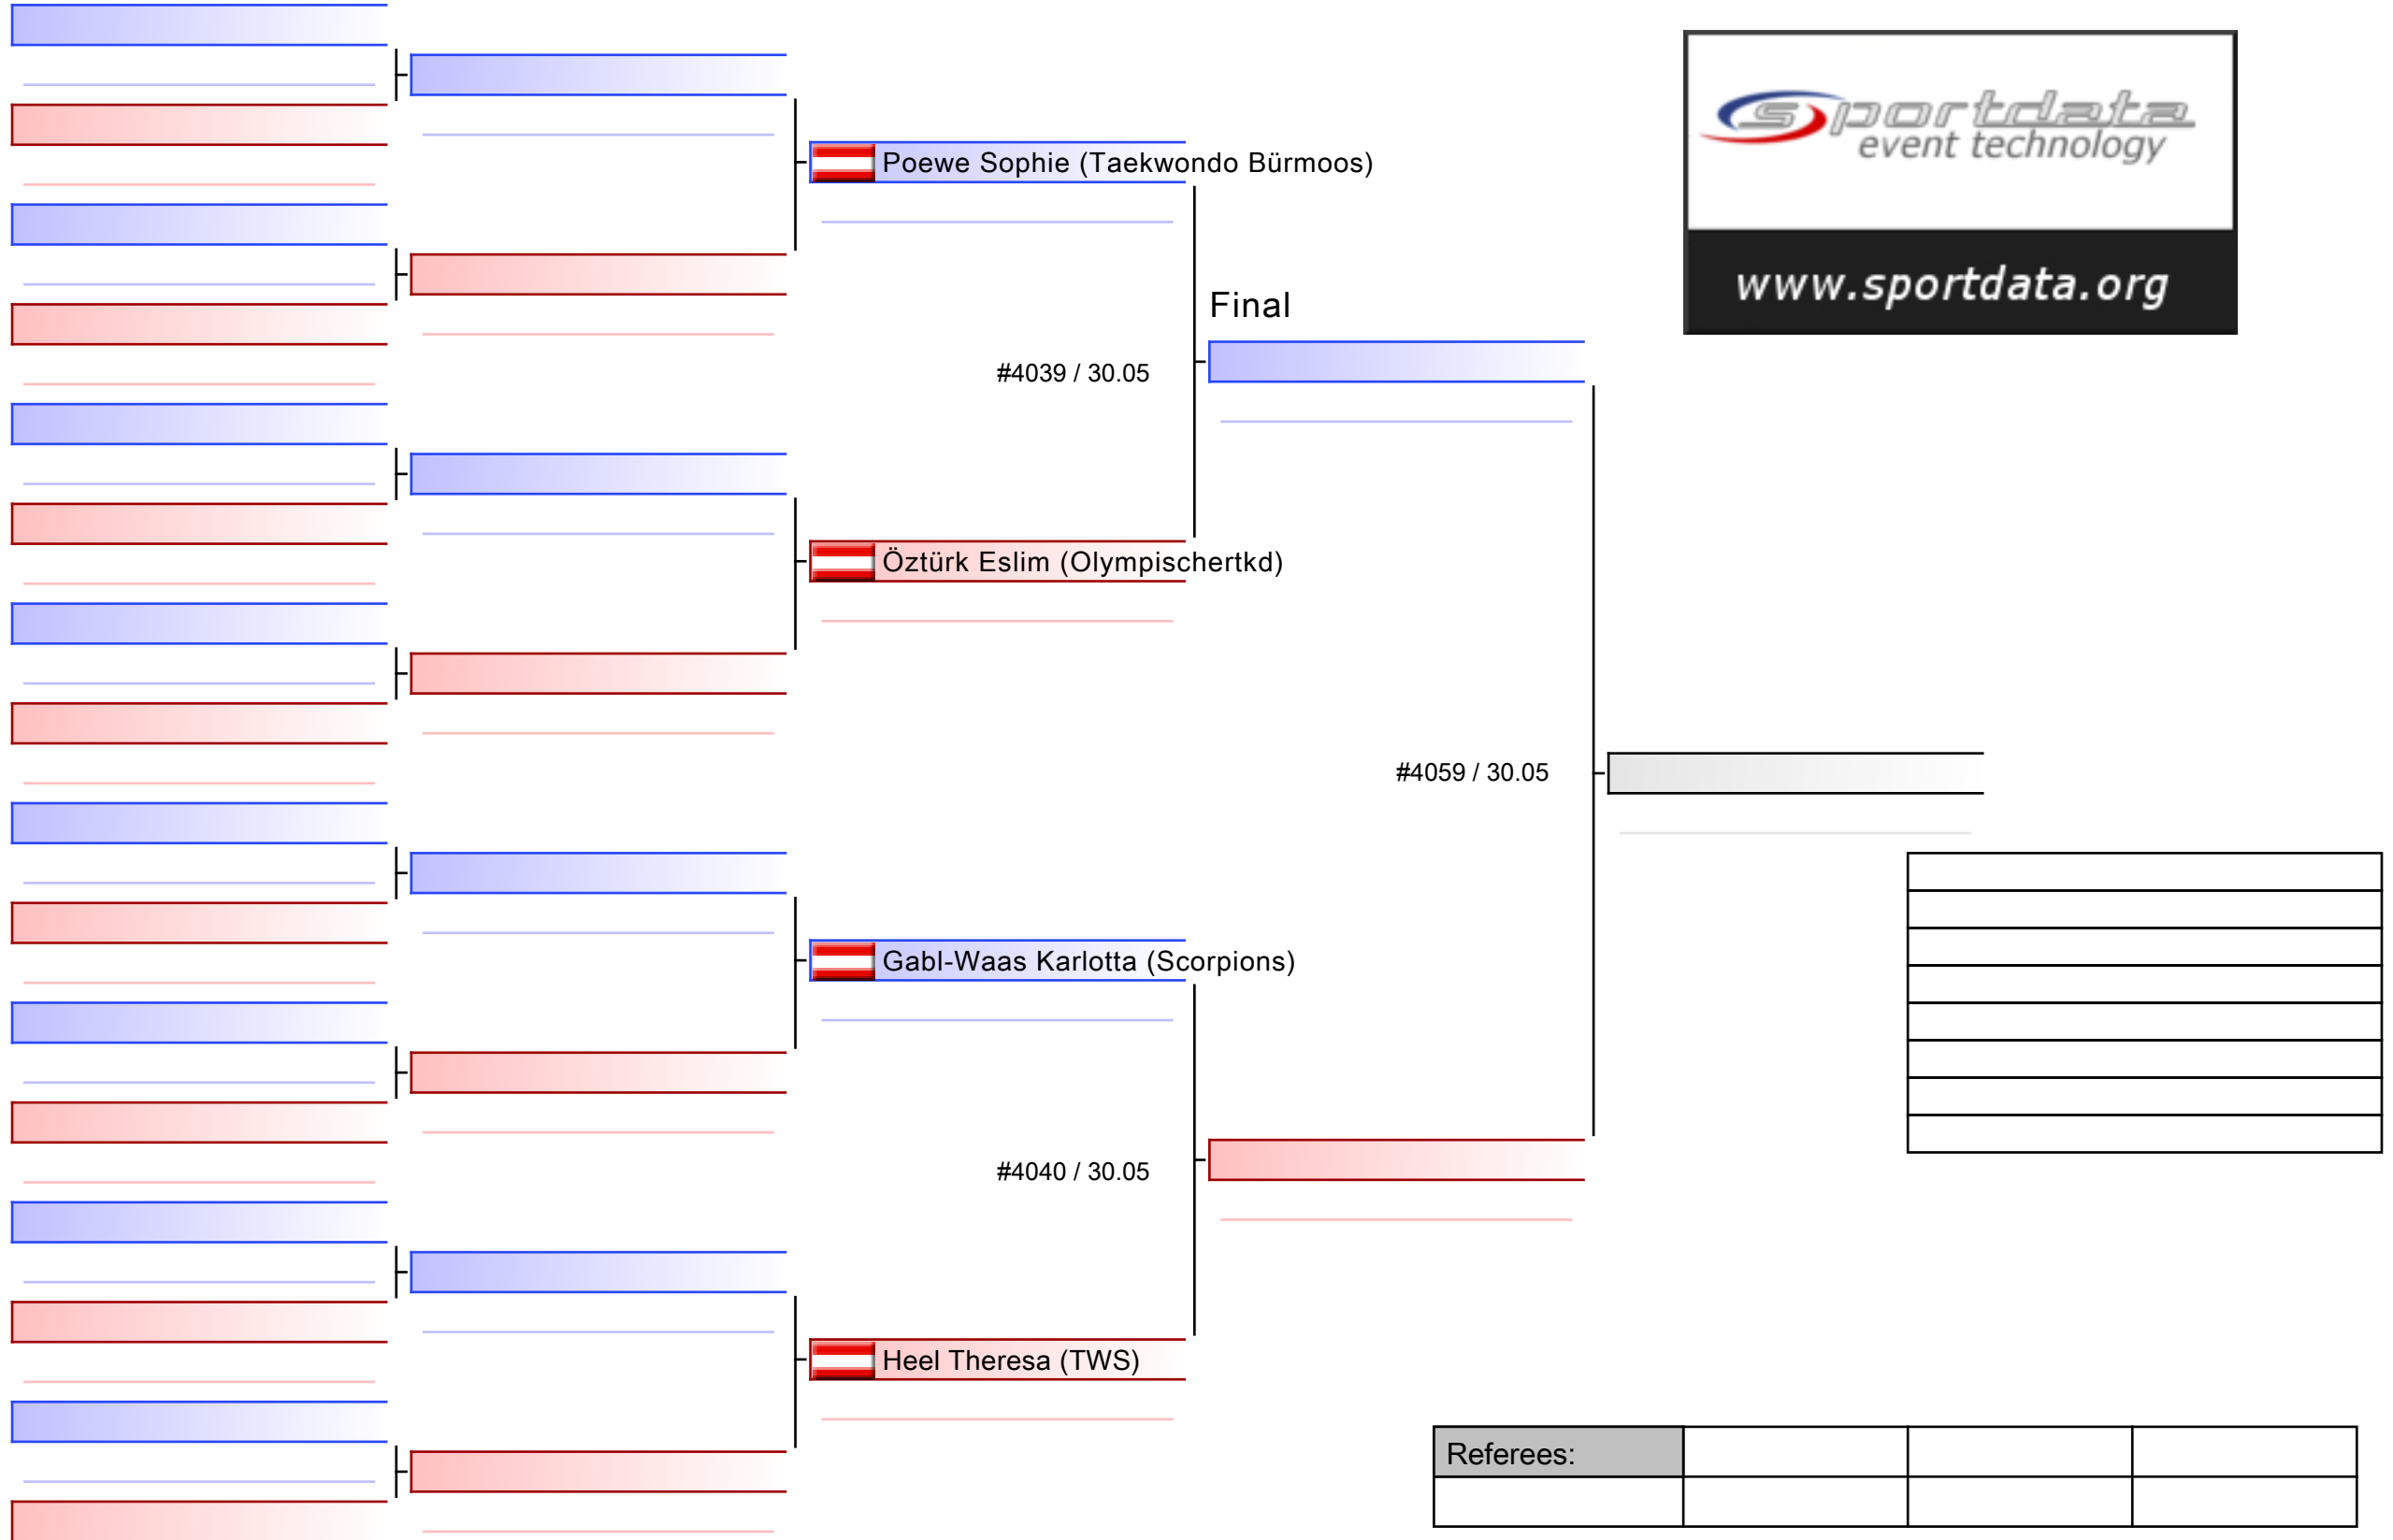 sportdata
event technology
www.sportdata.org
Poewe Sophie (Taekwondo Bürmoos)
Final
#4039 / 30.05
Öztürk Eslim (Olympischertkd)
#4059 / 30.05
Gabl-Waas Karlotta (Scorpions)
#4040 / 30.05
Heel Theresa (TWS)
Referees: